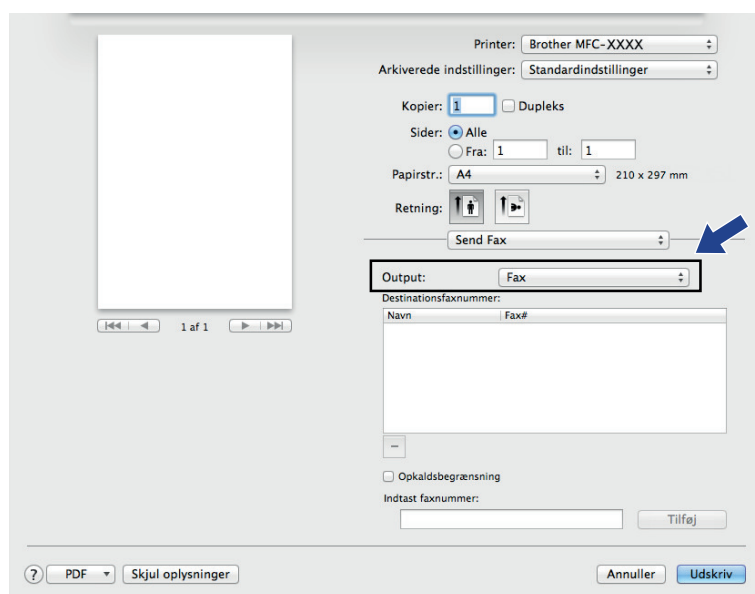 Printer: Brother MFC-XXXX
Arkiverede indstillinger: Standardindstillinger
Kopier: 1 Dupleks
Sider: Alle
Fra: 1 til: 1
Papirstr.: A4 210 x 297 mm
Retning:
Send Fax
Output: Fax
Destinationsfaxnummer:
Navn Fax#
1 af 1
Opkaldsbegrænsning
Indtast faxnummer:
Tilføj
? PDF Skjul oplysninger Annuller Udskriv